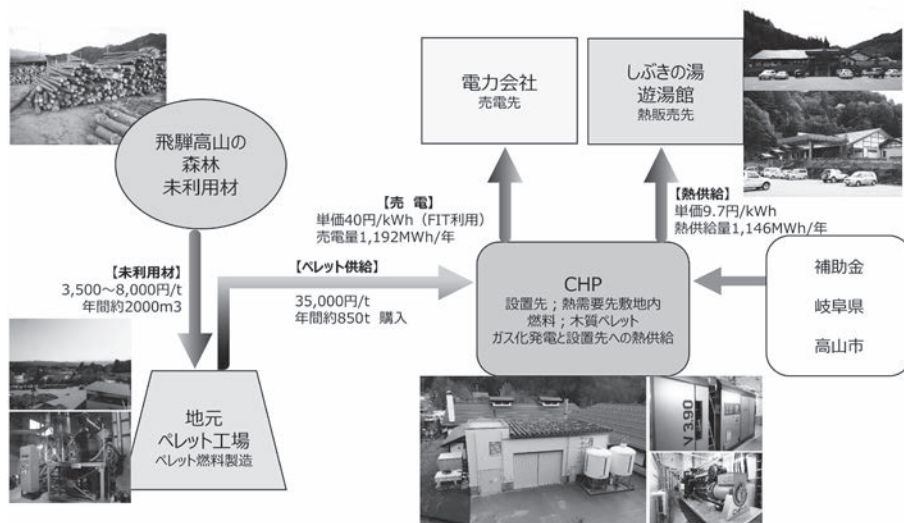 飛騨高山の
森林
未利用材
【未利用材】
3,500～8,000円/t
年間約2000m3
地元
ペレット工場
ペレット燃料製造
【ペレット供給】
35,000円/t
年間約850t 購入
電力会社
売電先
しぶきの湯
遊湯館
熱販売先
【売 電】
単価40円/kWh（FIT利用）
売電量1,192MWh/年
【熱供給】
単価9.7円/kWh
熱供給量1,146MWh/年
CHP
設置先；熱需要先敷地内
燃料；木質ペレット
ガス化発電と設置先への熱供給
補助金
岐阜県
高山市
V 3.90